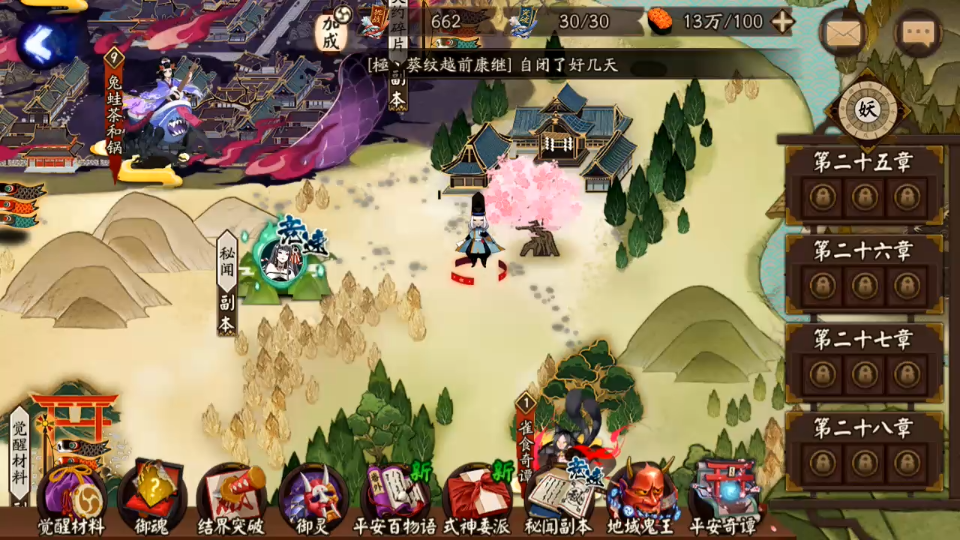 加成
662
30/30
13万/100
[極、葵纹越前康继] 自闭了好几天
副本
9
兔蛙茶和锅
妖
第二十五章
第二十六章
第二十七章
第二十八章
秘闻副本
觉醒材料
1
雀食奇谭
新
新
觉醒材料
御魂
结界突破
御灵
平安百物语
式神委派
秘闻副本
地域鬼王
平安奇谭